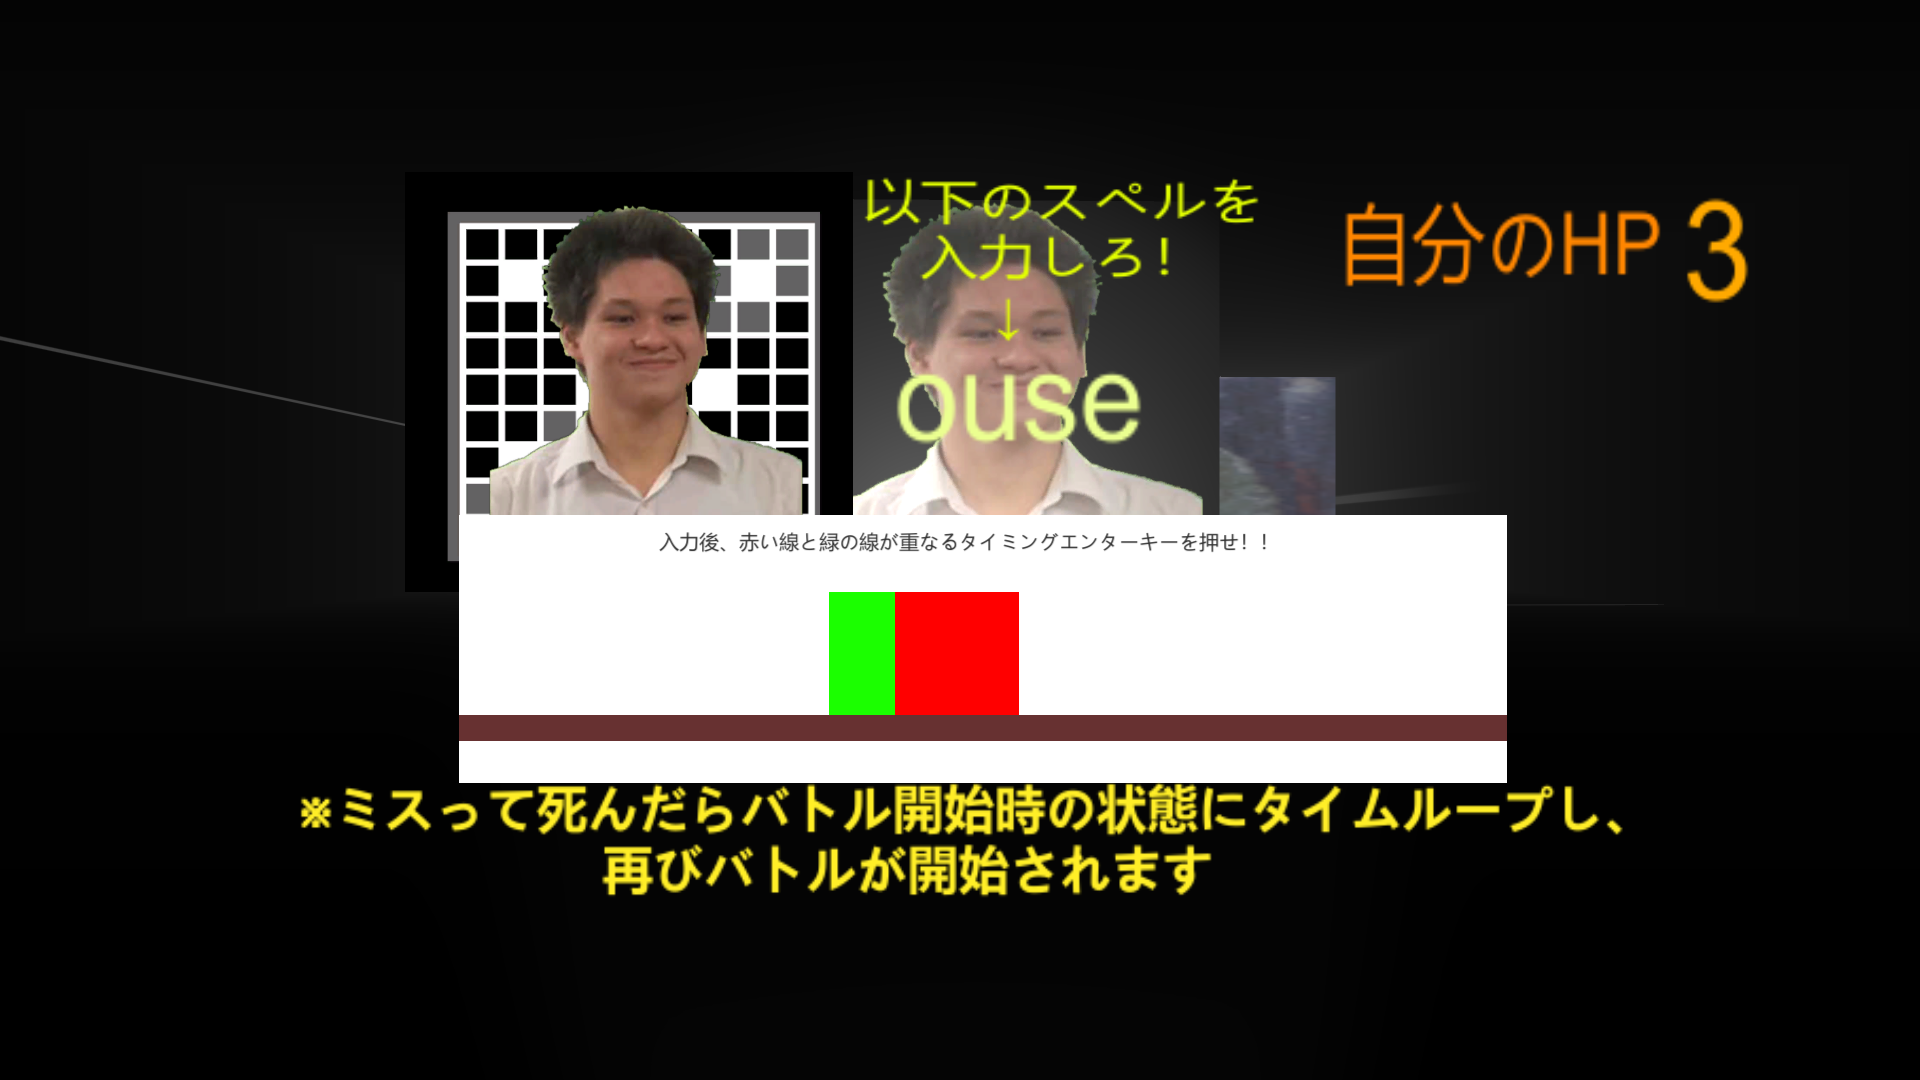 以下のスペルを
入力しろ！
↓
ouse
自分のHP 3
入力後、赤い線と緑の線が重なるタイミングエンターキーを押せ！！
※ミスって死んだらバトル開始時の状態にタイムループし、
再びバトルが開始されます